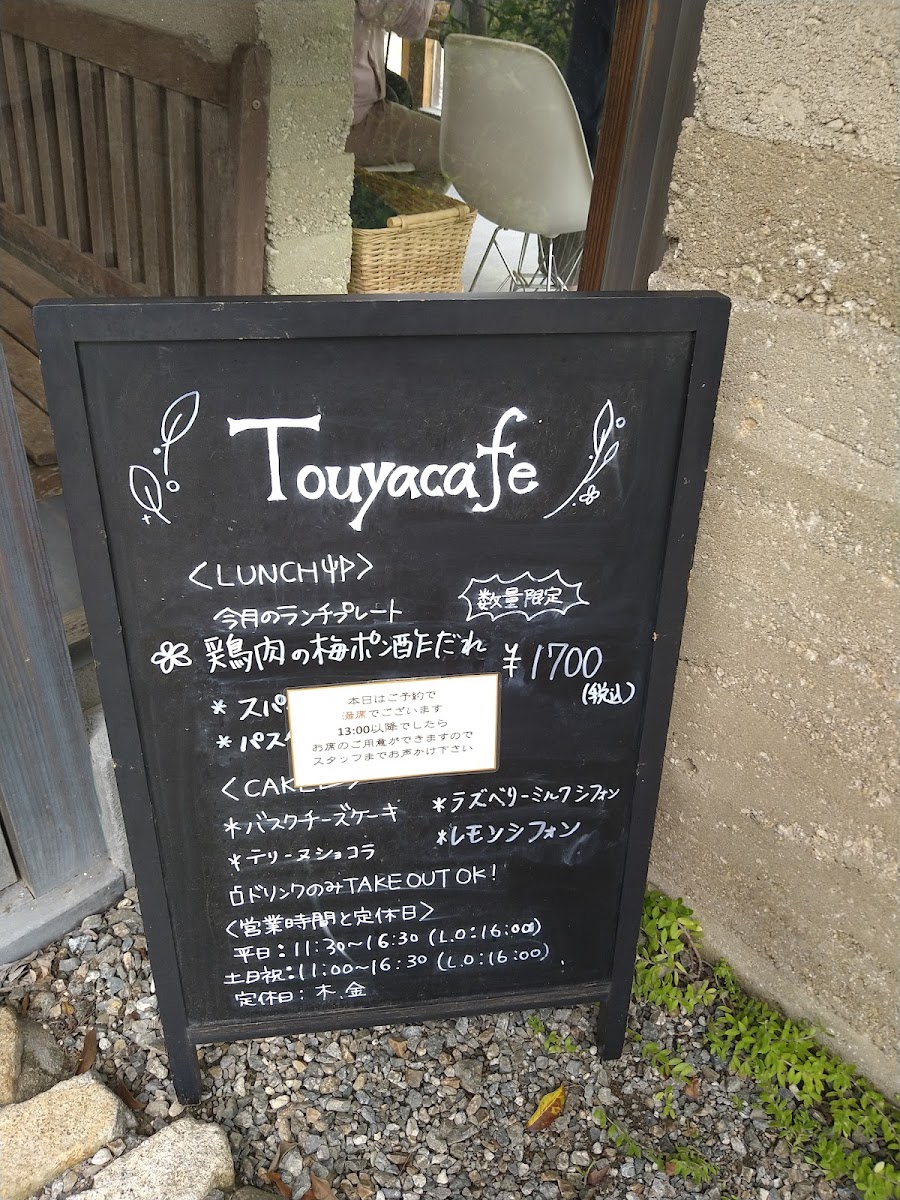 Touyacafe
<LUNCH🍴>
今月のランチプレート
数量限定
鶏肉の梅ポン酢だれ ¥1700
(税込)
* スパ
* パス
本日はご予約で
満席でございます
13:00以降でしたら
お席のご用意ができますので
スタッフまでお声かけ下さい
<CAKE
*バスクチーズケーキ
*ラズベリーミルクシフォン
*テリーヌショコラ
*レモンシフォン
ドリンクのみTAKE OUT OK!
<営業時間と定休日>
平日:11:30~16:30 (L.O:16:00)
土日祝:11:00~16:30 (L.O:16:00)
定休日:木、金